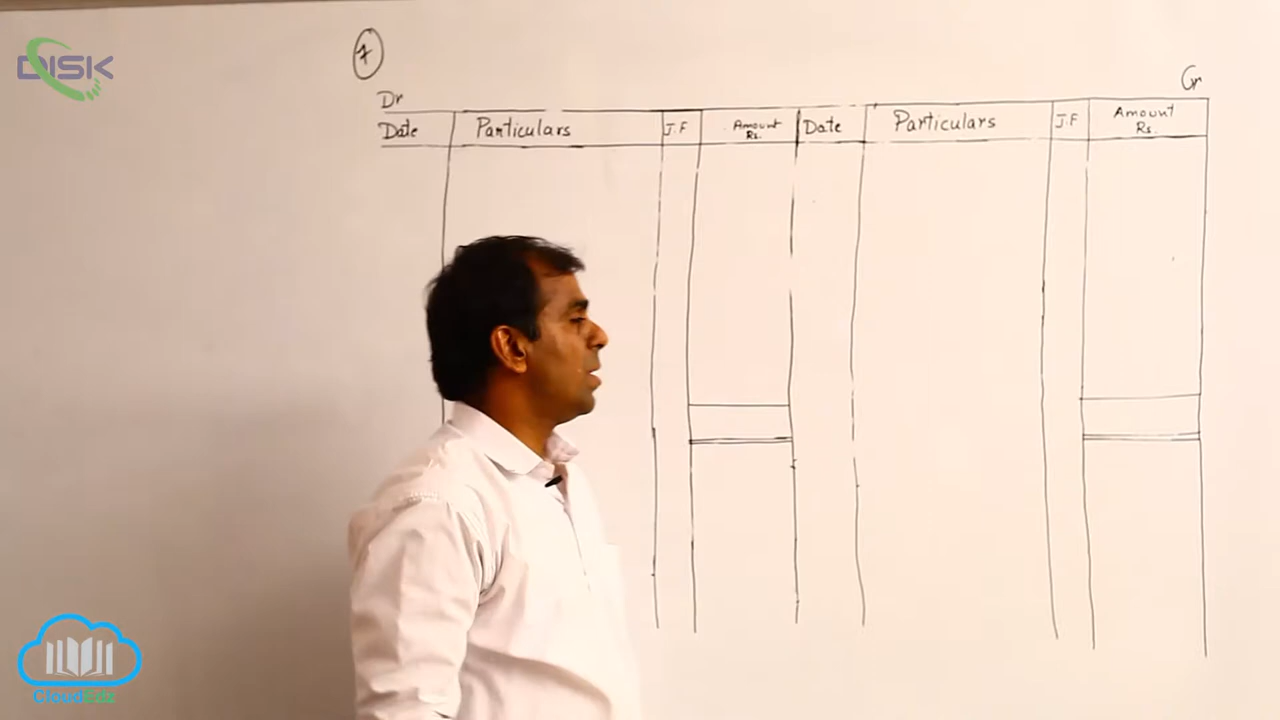 DISK
7
Dr
Cr
Date Particulars J.F Amount Rs. Date Particulars J.F Amount Rs.
CloudEdz